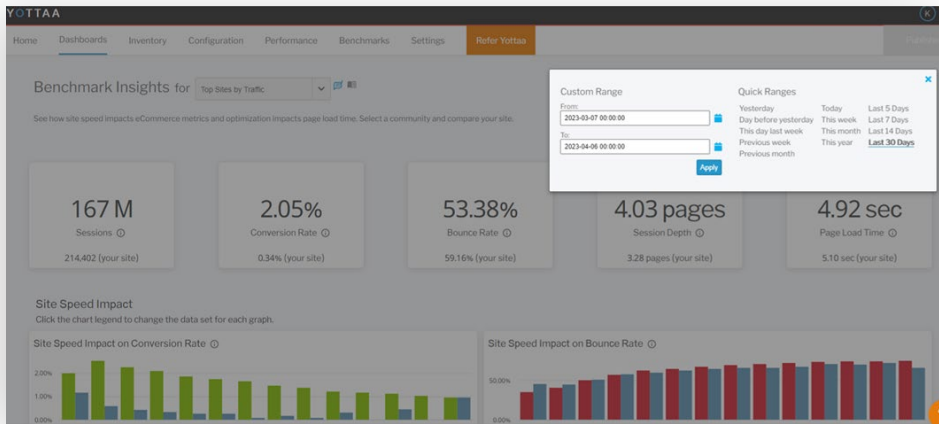 YOTTAA
K
Home Dashboards Inventory Configuration Performance Benchmarks Settings Refer Yottaa
Benchmark Insights for Top Sites by Traffic
See how site speed impacts eCommerce metrics and optimization impacts page load time. Select a community and compare your site.
Custom Range
From:
2023-03-07 00:00:00
To:
2023-04-06 00:00:00
Apply
Quick Ranges
Yesterday Today Last 5 Days
Day before yesterday This week Last 7 Days
This day last week This month Last 14 Days
Previous week This year Last 30 Days
Previous month
167 M
Sessions
214,402 (your site)
2.05%
Conversion Rate
0.34% (your site)
53.38%
Bounce Rate
59.16% (your site)
4.03 pages
Session Depth
3.28 pages (your site)
4.92 sec
Page Load Time
5.10 sec (your site)
Site Speed Impact
Click the chart legend to change the data set for each graph.
Site Speed Impact on Conversion Rate
2.00%
1.00%
0.00%
Site Speed Impact on Bounce Rate
50.00%
0.00%